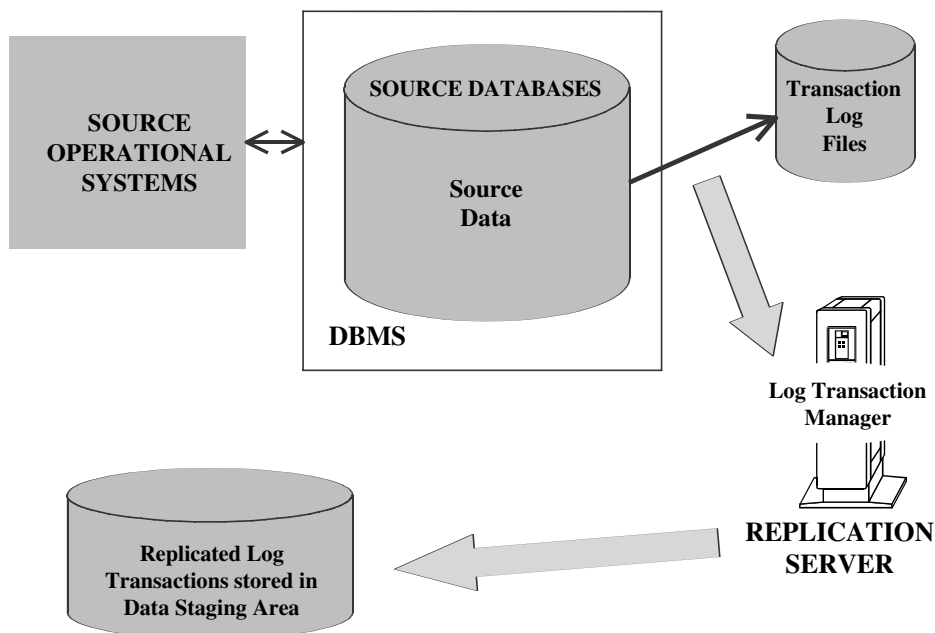 SOURCE
OPERATIONAL
SYSTEMS
SOURCE DATABASES
Source
Data
DBMS
Transaction
Log
Files
Log Transaction
Manager
REPLICATION
SERVER
Replicated Log
Transactions stored in
Data Staging Area